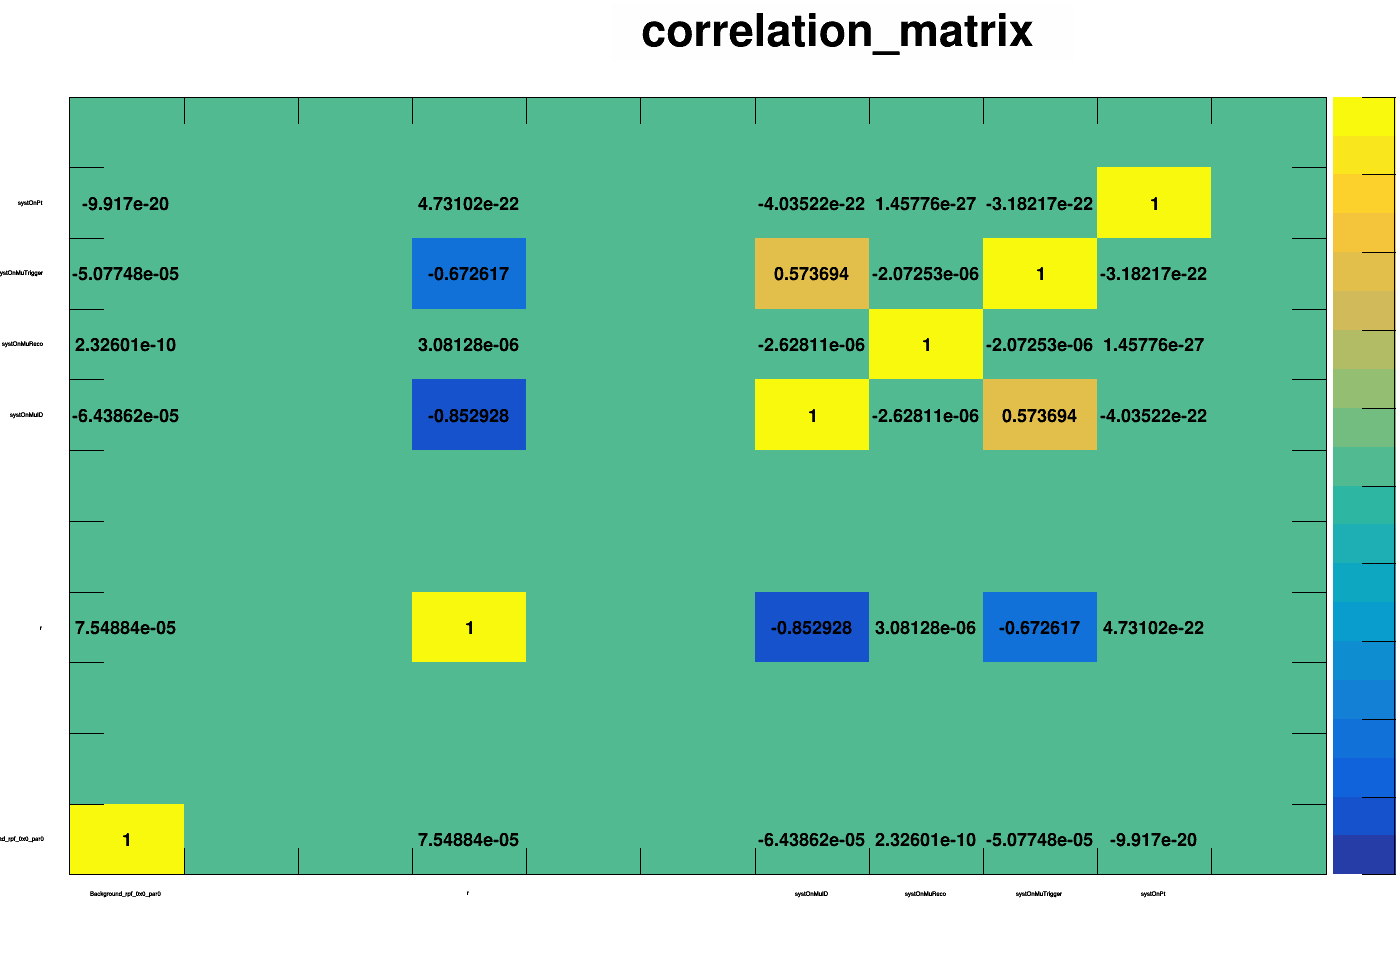 correlation_matrix
systOnPt -9.917e-20 4.73102e-22 -4.03522e-22 1.45776e-27 -3.18217e-22 1
ystOnMuTrigger -5.07748e-05 -0.672617 0.573694 -2.07253e-06 1 -3.18217e-22
systOnMuReco 2.32601e-10 3.08128e-06 -2.62811e-06 1 -2.07253e-06 1.45776e-27
systOnMuID -6.43862e-05 -0.852928 1 -2.62811e-06 0.573694 -4.03522e-22
r 7.54884e-05 1 -0.852928 3.08128e-06 -0.672617 4.73102e-22
d_rpf_0x0_par0 1 7.54884e-05 -6.43862e-05 2.32601e-10 -5.07748e-05 -9.917e-20
Background_rpf_0x0_par0 r systOnMuID systOnMuReco systOnMuTrigger systOnPt